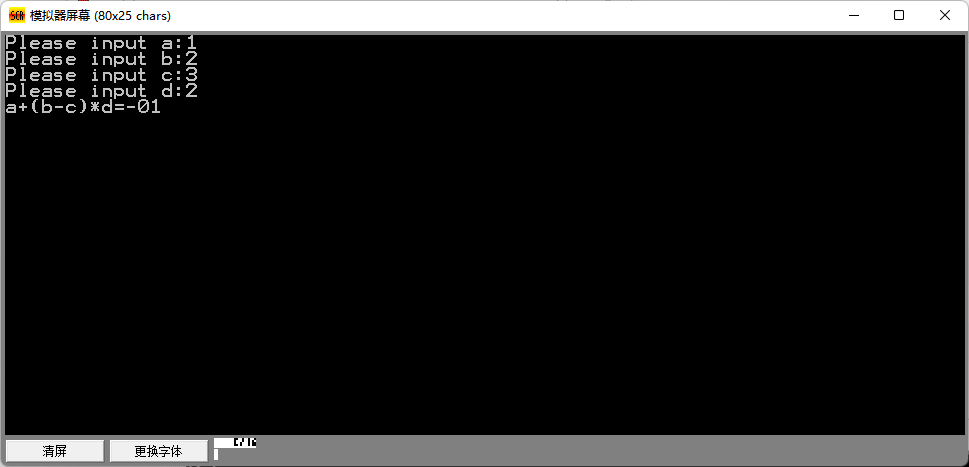 模拟器屏幕 (80x25 chars)
Please input a:1
Please input b:2
Please input c:3
Please input d:2
a+(b-c)*d=-01
清屏 更换字体